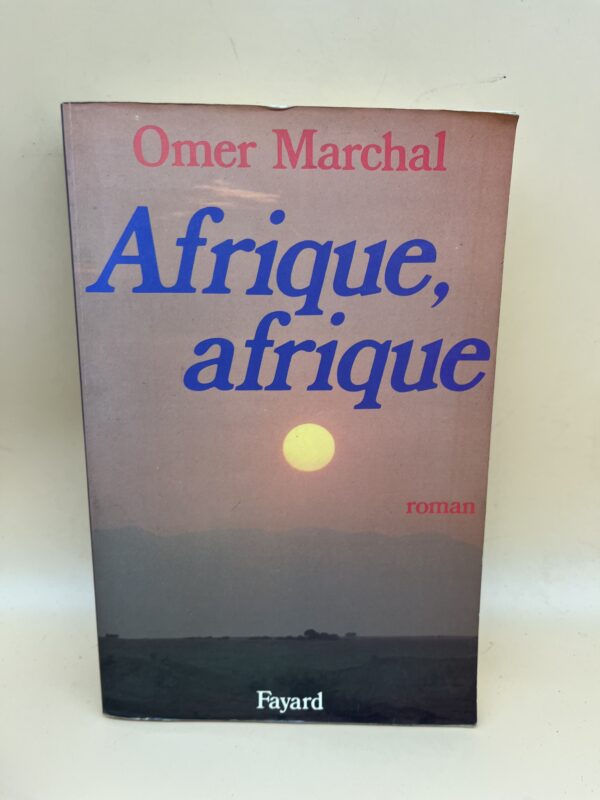 Omer Marchal
Afrique,
afrique
roman
Fayard